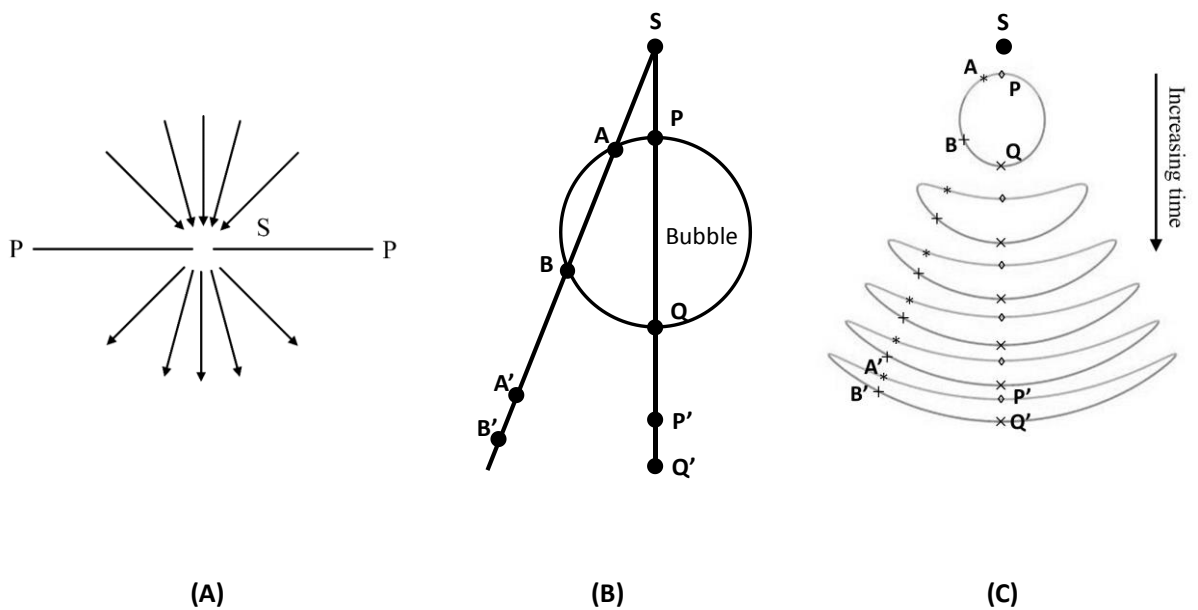 P S P
(A)
S
A P
B Bubble
Q
A'
B' P'
Q'
(B)
S
A P
B Q
Increasing time
A'
B' P'
Q'
(C)